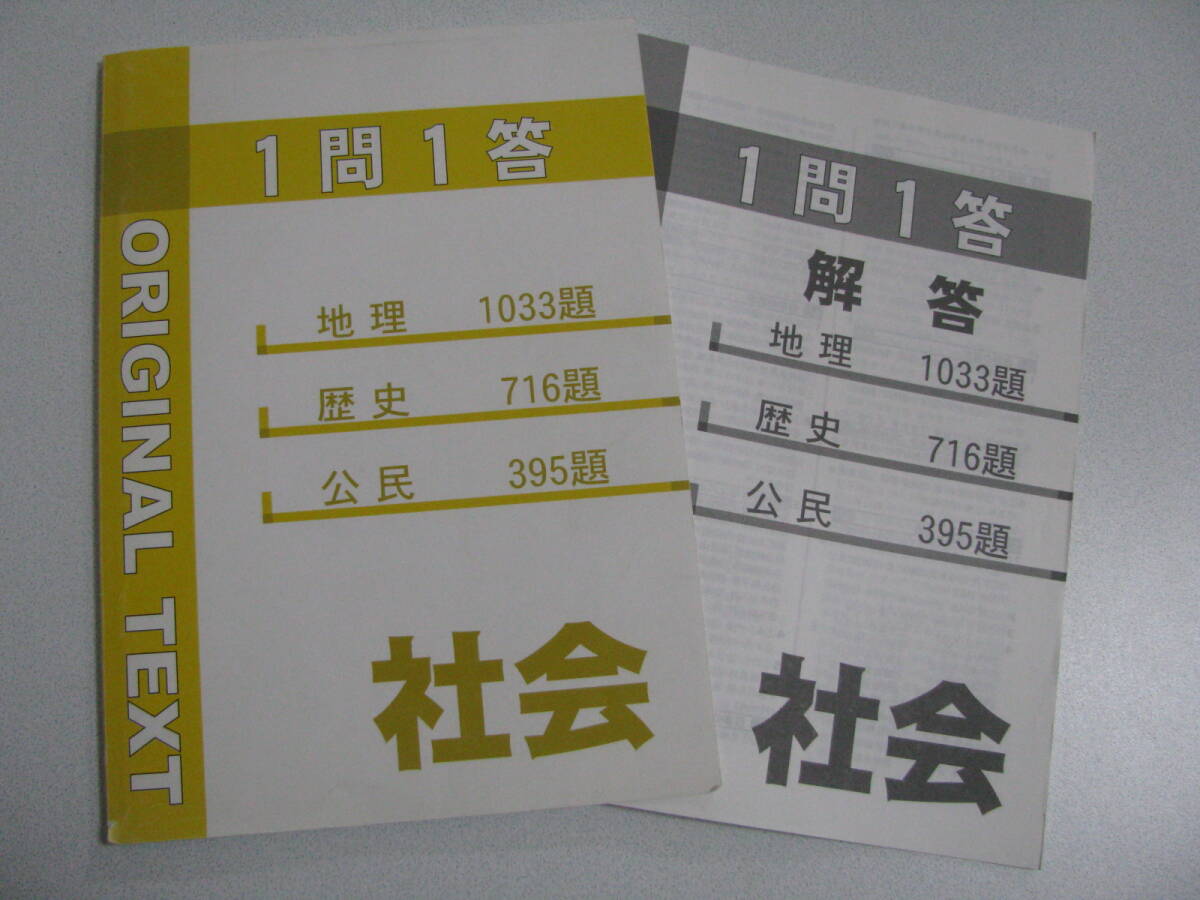 1問1答
ORIGINAL TEXT
地理 1033題
歴史 716題
公民 395題
社会
1問1答
解答
地理 1033題
歴史 716題
公民 395題
社会